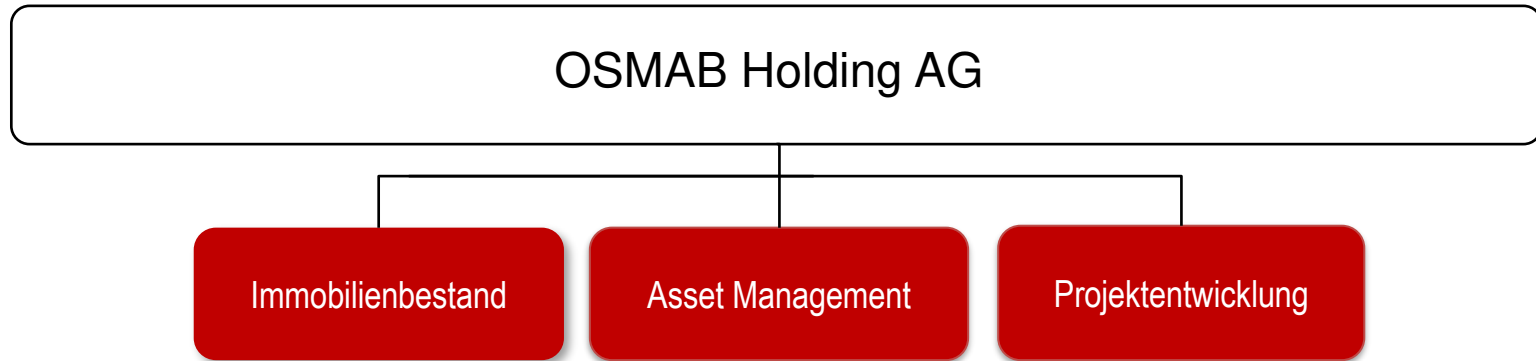 OSMAB Holding AG
Immobilienbestand
Asset Management
Projektentwicklung